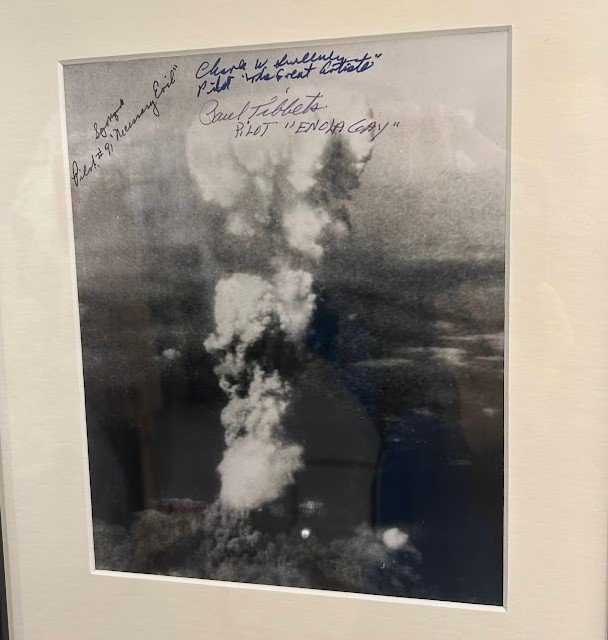 Pilot, #91 "Necessary Evil"
Charles W. Sweeney
Pilot "The Great Artiste"
Paul Tibbets
PILOT "ENOLA GAY"